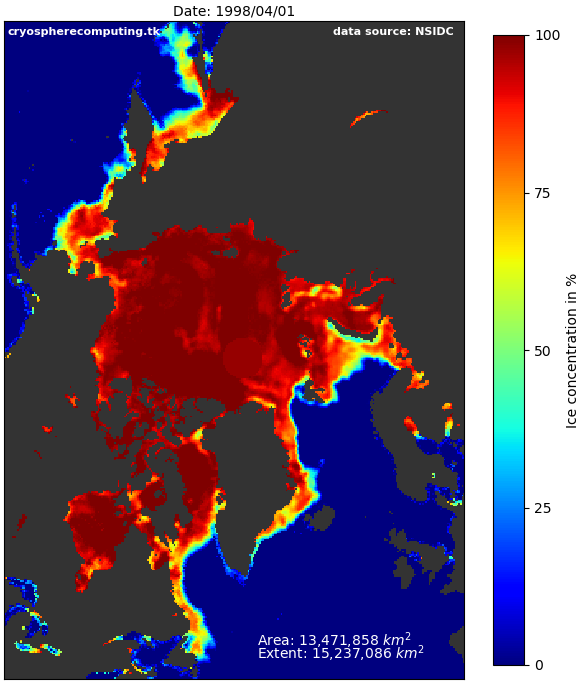 Date: 1998/04/01
cryospherecomputing.tk
data source: NSIDC
100
75
50
25
0
Ice concentration in %
Area: 13,471,858 km²
Extent: 15,237,086 km²